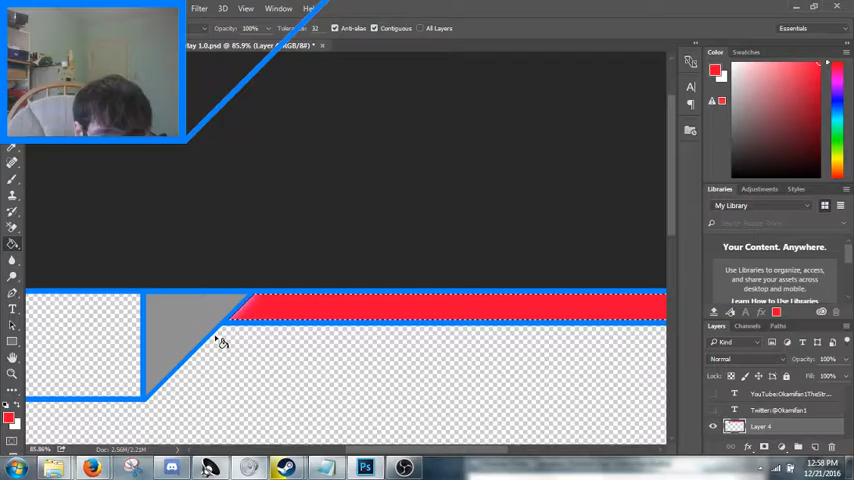 Filter 3D View Window
Opacity: 100% Tolerance: 32 Anti-alias Contiguous All Layers Essentials
lay 1.0.psd @ 85.9% (Layer 4, RGB/8#) *
Color Swatches
Libraries Adjustments Styles
My Library
Search Adobe Stock
Your Content. Anywhere.
Use Libraries to organize, access,
and share your assets across
desktop and mobile.
Learn How to Use Libraries
Layers Channels Paths
Kind
Normal Opacity: 100%
Lock: Fill: 100%
YouTube:Okamifan1TheStr...
Twitter:@Okamifan1
Layer 4
85.86% Doc: 2.56M/2.21M
12:58 PM
12/21/2016